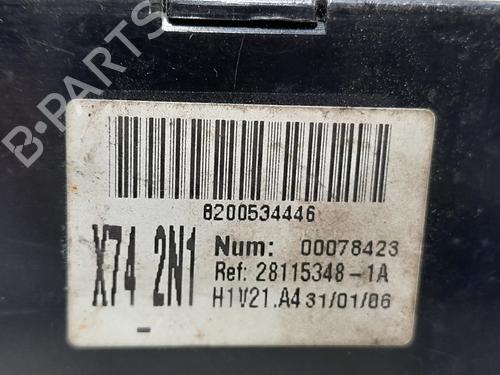 B-PARTS
8200534446
X74 2N1
Num: 00078423
Ref: 28115348-1A
H1V21.A4 31/01/06
-